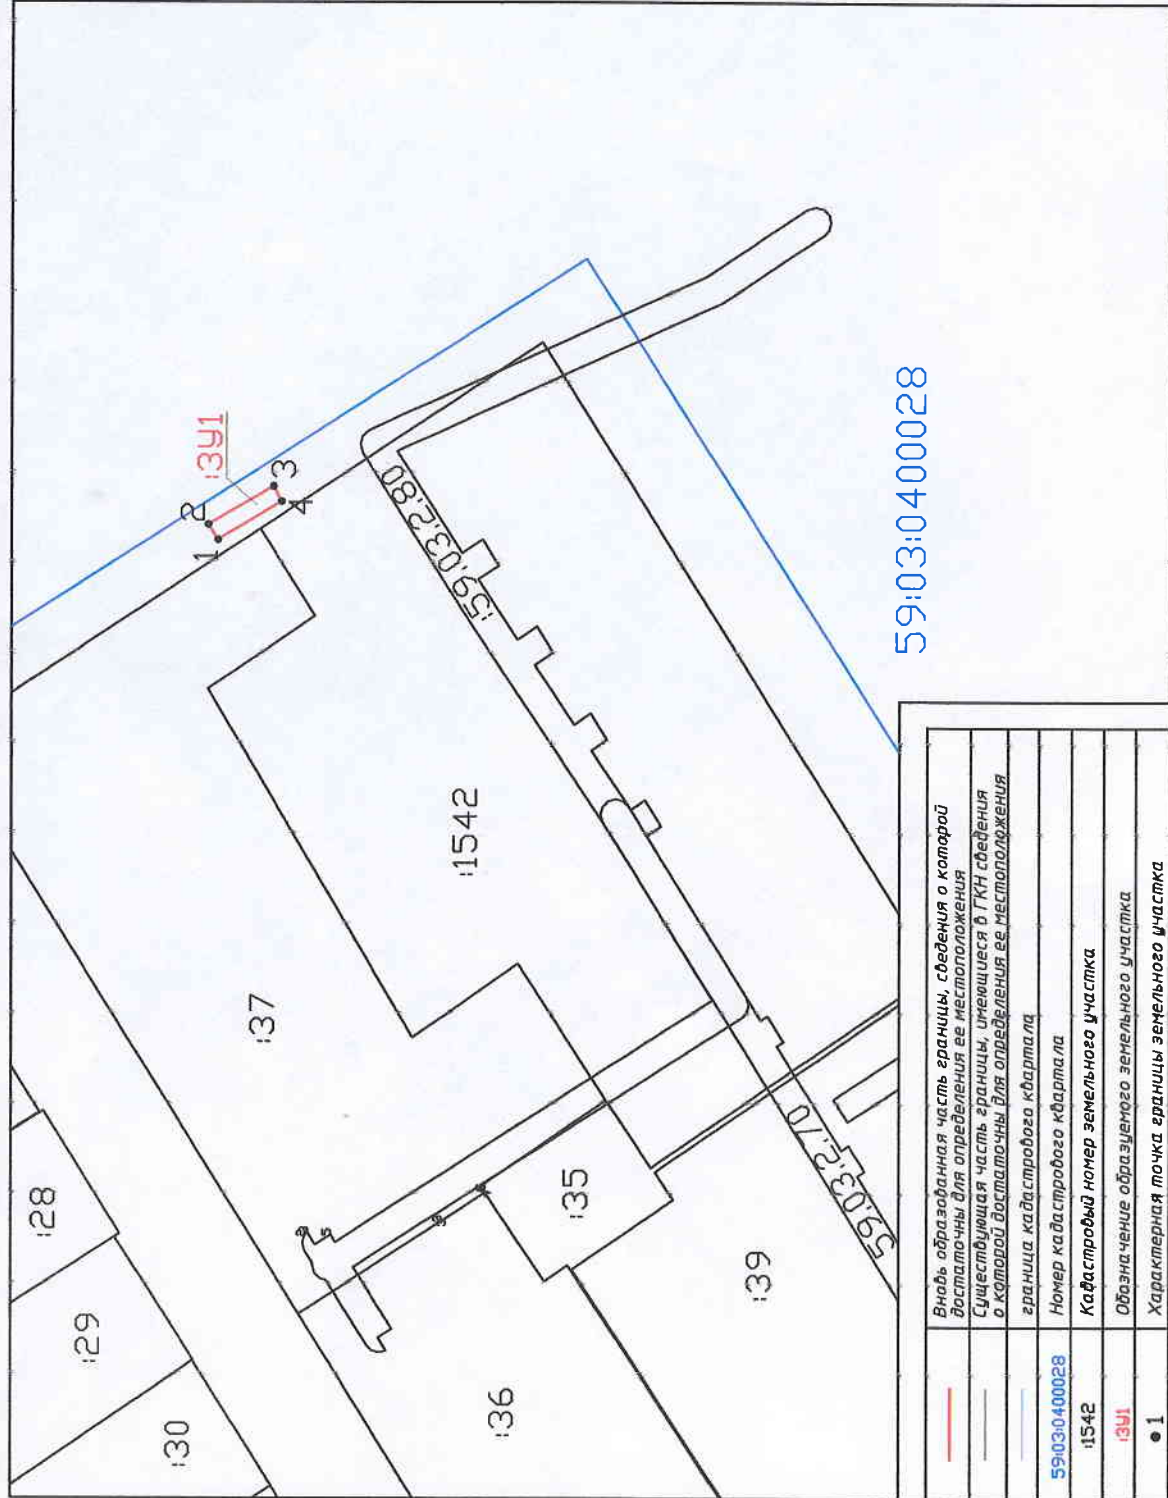 :ЗУ1
2
1
3
4
59:03:0400028
:59.03.2.80
:1542
:37
:28
:29
:30
:35
:36
:39
59.03.2.70
Вновь образованная часть границы, сведения о которой
достаточны для определения ее местоположения
Существующая часть границы, имеющиеся в ГКН сведения
о которой достаточны для определения ее местоположения
граница кадастрового квартала
59:03:0400028 Номер кадастрового квартала
:1542 Кадастровый номер земельного участка
:ЗУ1 Обозначение образуемого земельного участка
1 Характерная точка границы земельного участка